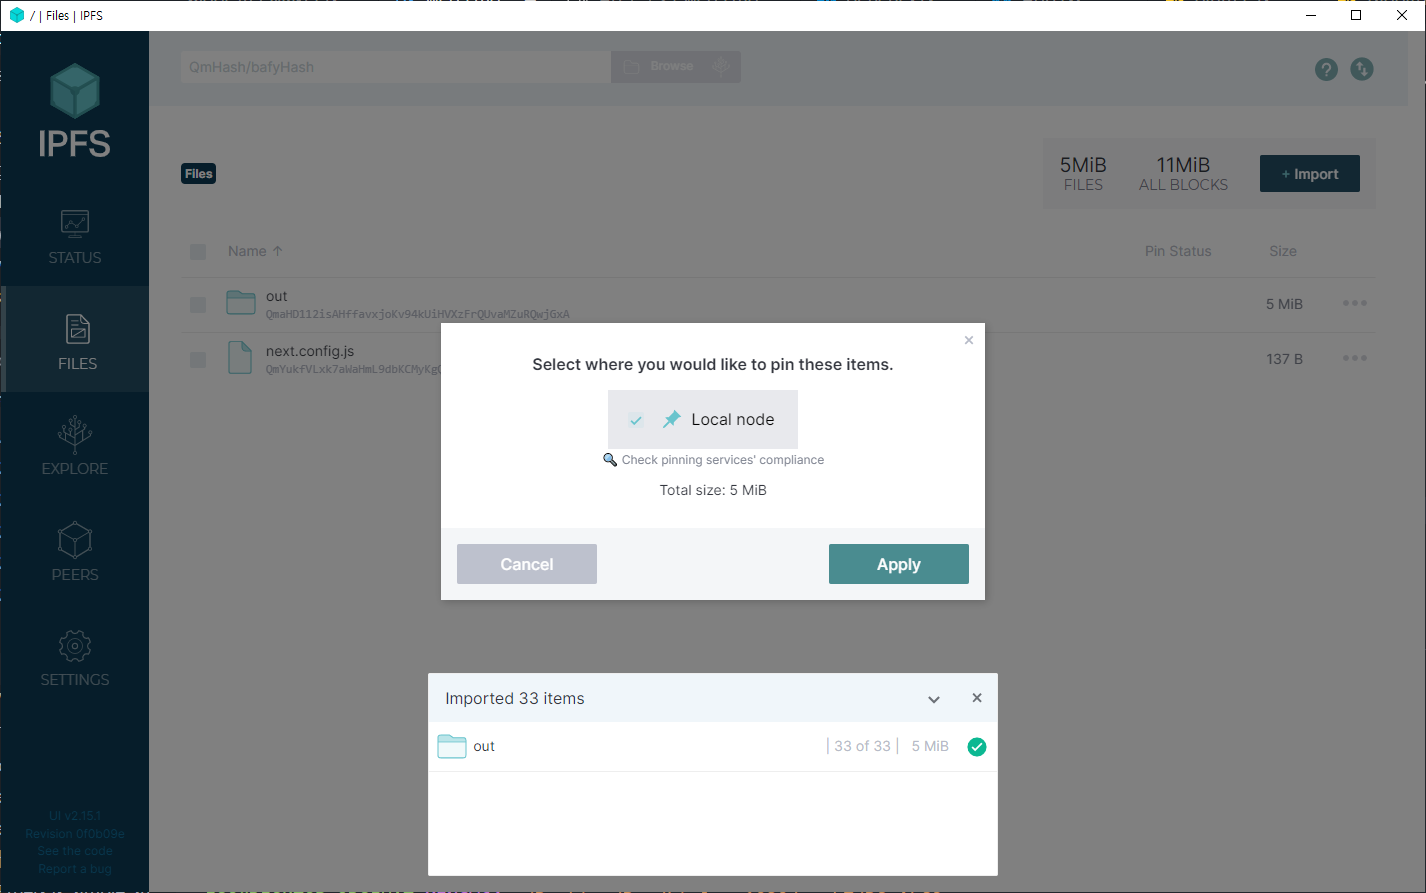 / | Files | IPFS
QmHash/bafyHash
Browse
IPFS
Files
5MiB
FILES
11MiB
ALL BLOCKS
+ Import
STATUS
FILES
EXPLORE
PEERS
SETTINGS
Name ↑
Pin Status
Size
out
QmaHD112isAHffavxjoKv94kUiHVXzFrQUvaMZuRQwjGxA
5 MiB
next.config.js
137 B
Select where you would like to pin these items.
Local node
Check pinning services' compliance
Total size: 5 MiB
Cancel
Apply
Imported 33 items
out
| 33 of 33 |
5 MiB
UI v2.15.1
Revision 0f0b09e
See the code
Report a bug